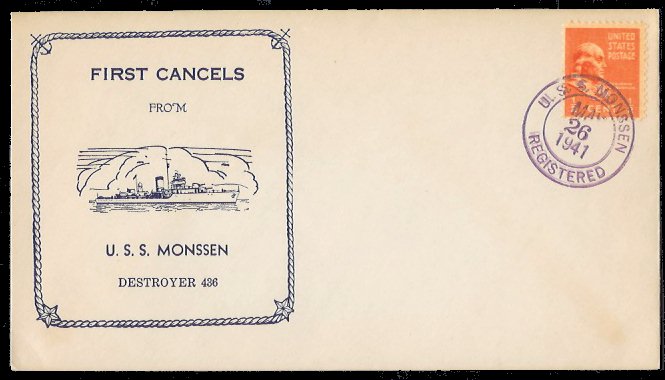 FIRST CANCELS
FROM
U. S. S. MONSSEN
DESTROYER 436
UNITED
STATES
POSTAGE
U. S. S. MONSSEN
26
1941
REGISTERED